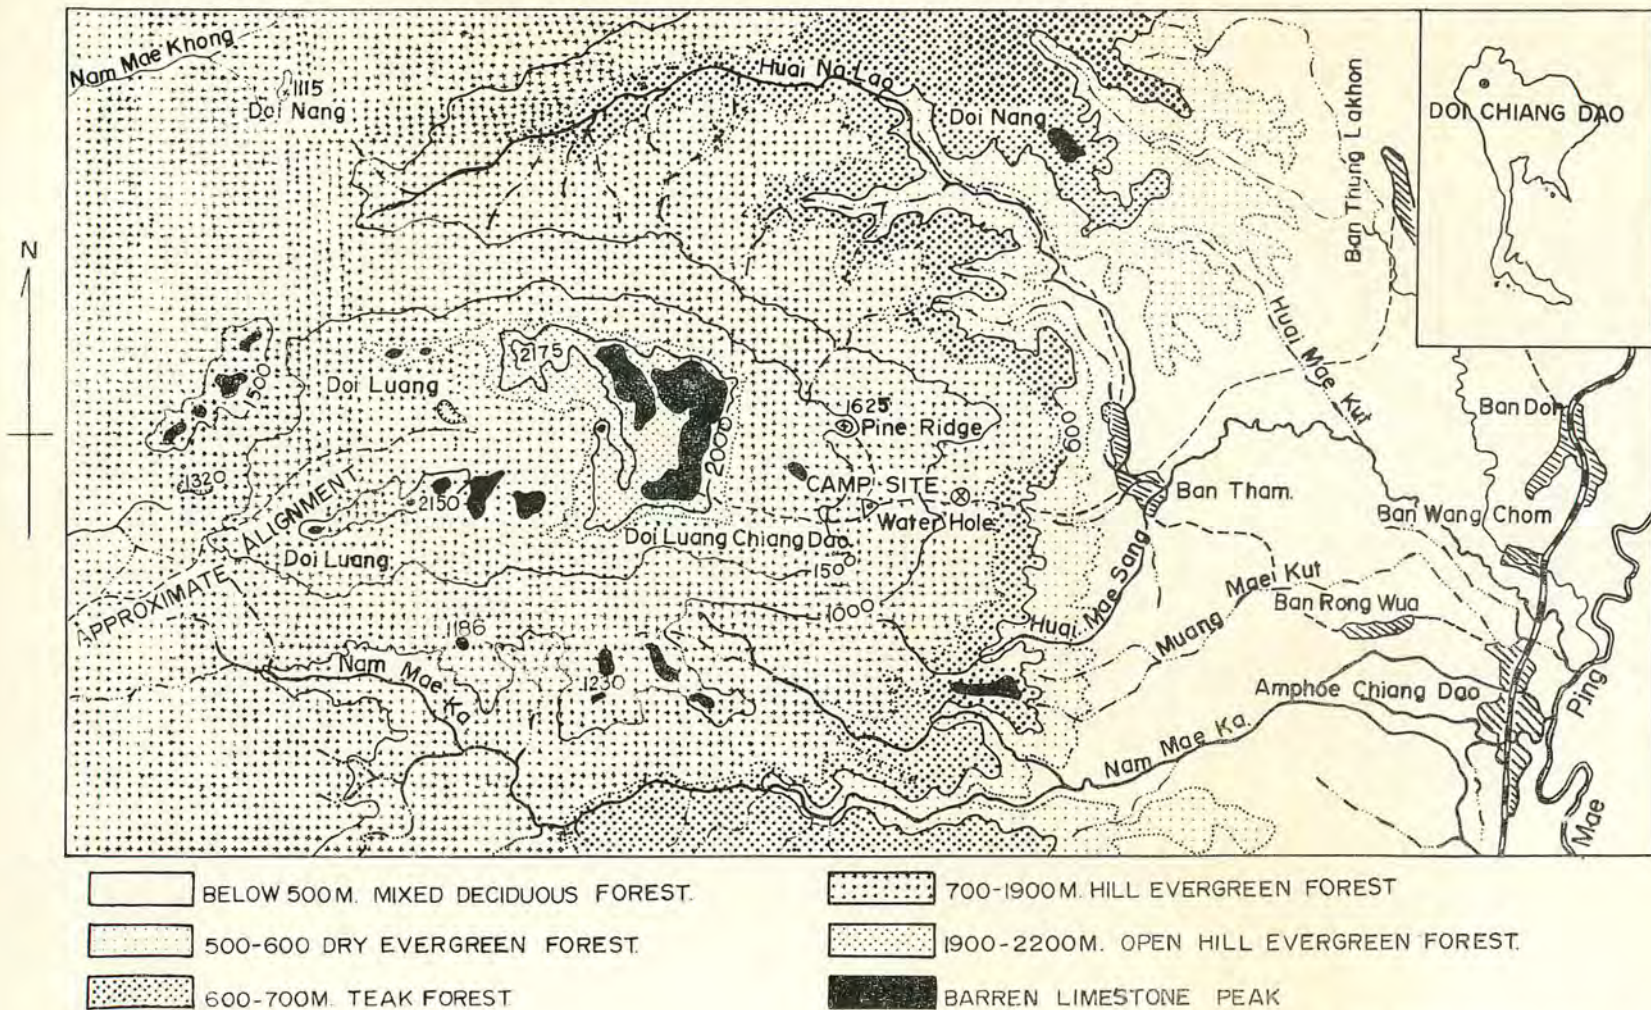 Nam Mae Khong
1115
Doi Nang
Huai Na Lao
Doi Nang
Ban Thung Lakhon
DOI CHIANG DAO
N
2175
Doi Luang
1500
1320
2150
2000
1625
Pine Ridge
600
Huai Mae Kut
Ban Don
CAMP SITE
Water Hole
Ban Tham.
Ban Wang Chom
APPROXIMATE ALIGNMENT
Doi Luang
Doi Luang Chiang Dao
1500
1000
Huai Mae Sang
Muang Maei Kut
Ban Rong Wua
1186
Nam Mae Ka.
1230
Amphoe Chiang Dao
Nam Mae Ka.
Mae Ping
BELOW 500M. MIXED DECIDUOUS FOREST.
500-600 DRY EVERGREEN FOREST.
600-700M. TEAK FOREST
700-1900M. HILL EVERGREEN FOREST
1900-2200M. OPEN HILL EVERGREEN FOREST.
BARREN LIMESTONE PEAK